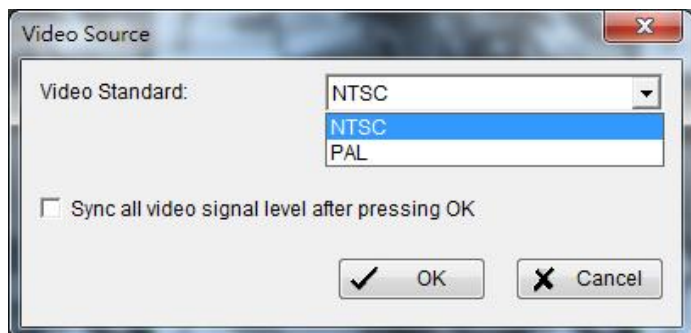 Video Source
Video Standard:
NTSC
NTSC
PAL
Sync all video signal level after pressing OK
OK
Cancel